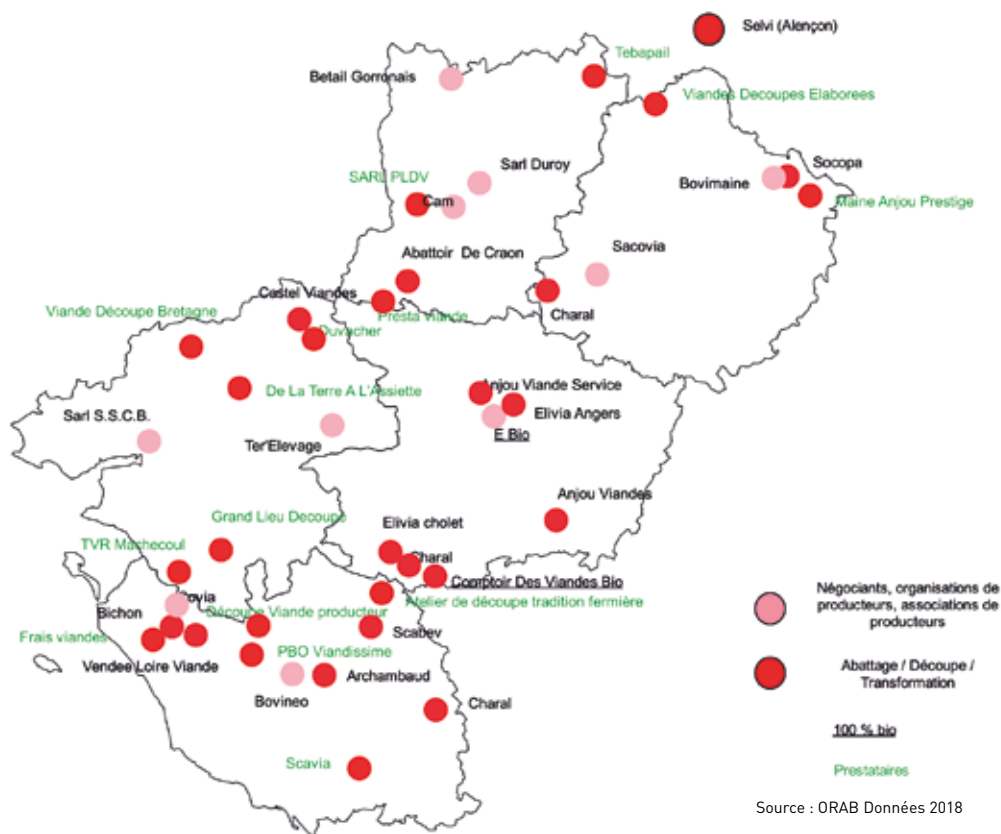 Selvi (Alençon)
Tebapail
Betail Gorronais
Viandes Decoupes Elaborees
Sarl Duroy
Socopa
SARL PLDV
Bovimaine
Cam
Maine Anjou Prestige
Abattoir De Craon
Sacovia
Castel Viandes
Charal
Viande Découpe Bretagne
Presta Viande
Duvacher
De La Terre A L'Assiette
Anjou Viande Service
Sarl S.S.C.B.
Elivia Angers
E Bio
Ter'Elevage
Anjou Viandes
Grand Lieu Decoupe
Elivia cholet
TVR Machecoul
Charal
Comptoir Des Viandes Bio
Atelier de découpe tradition fermière
Bichon
Découpe Viande producteur
Frais viandes
Scabev
Vendee Loire Viande
PBO Viandissime
Archambaud
Bovineo
Charal
Scavia
Négociants, organisations de
producteurs, associations de
producteurs
Abattage / Découpe /
Transformation
100 % bio
Prestataires
Source : ORAB Données 2018